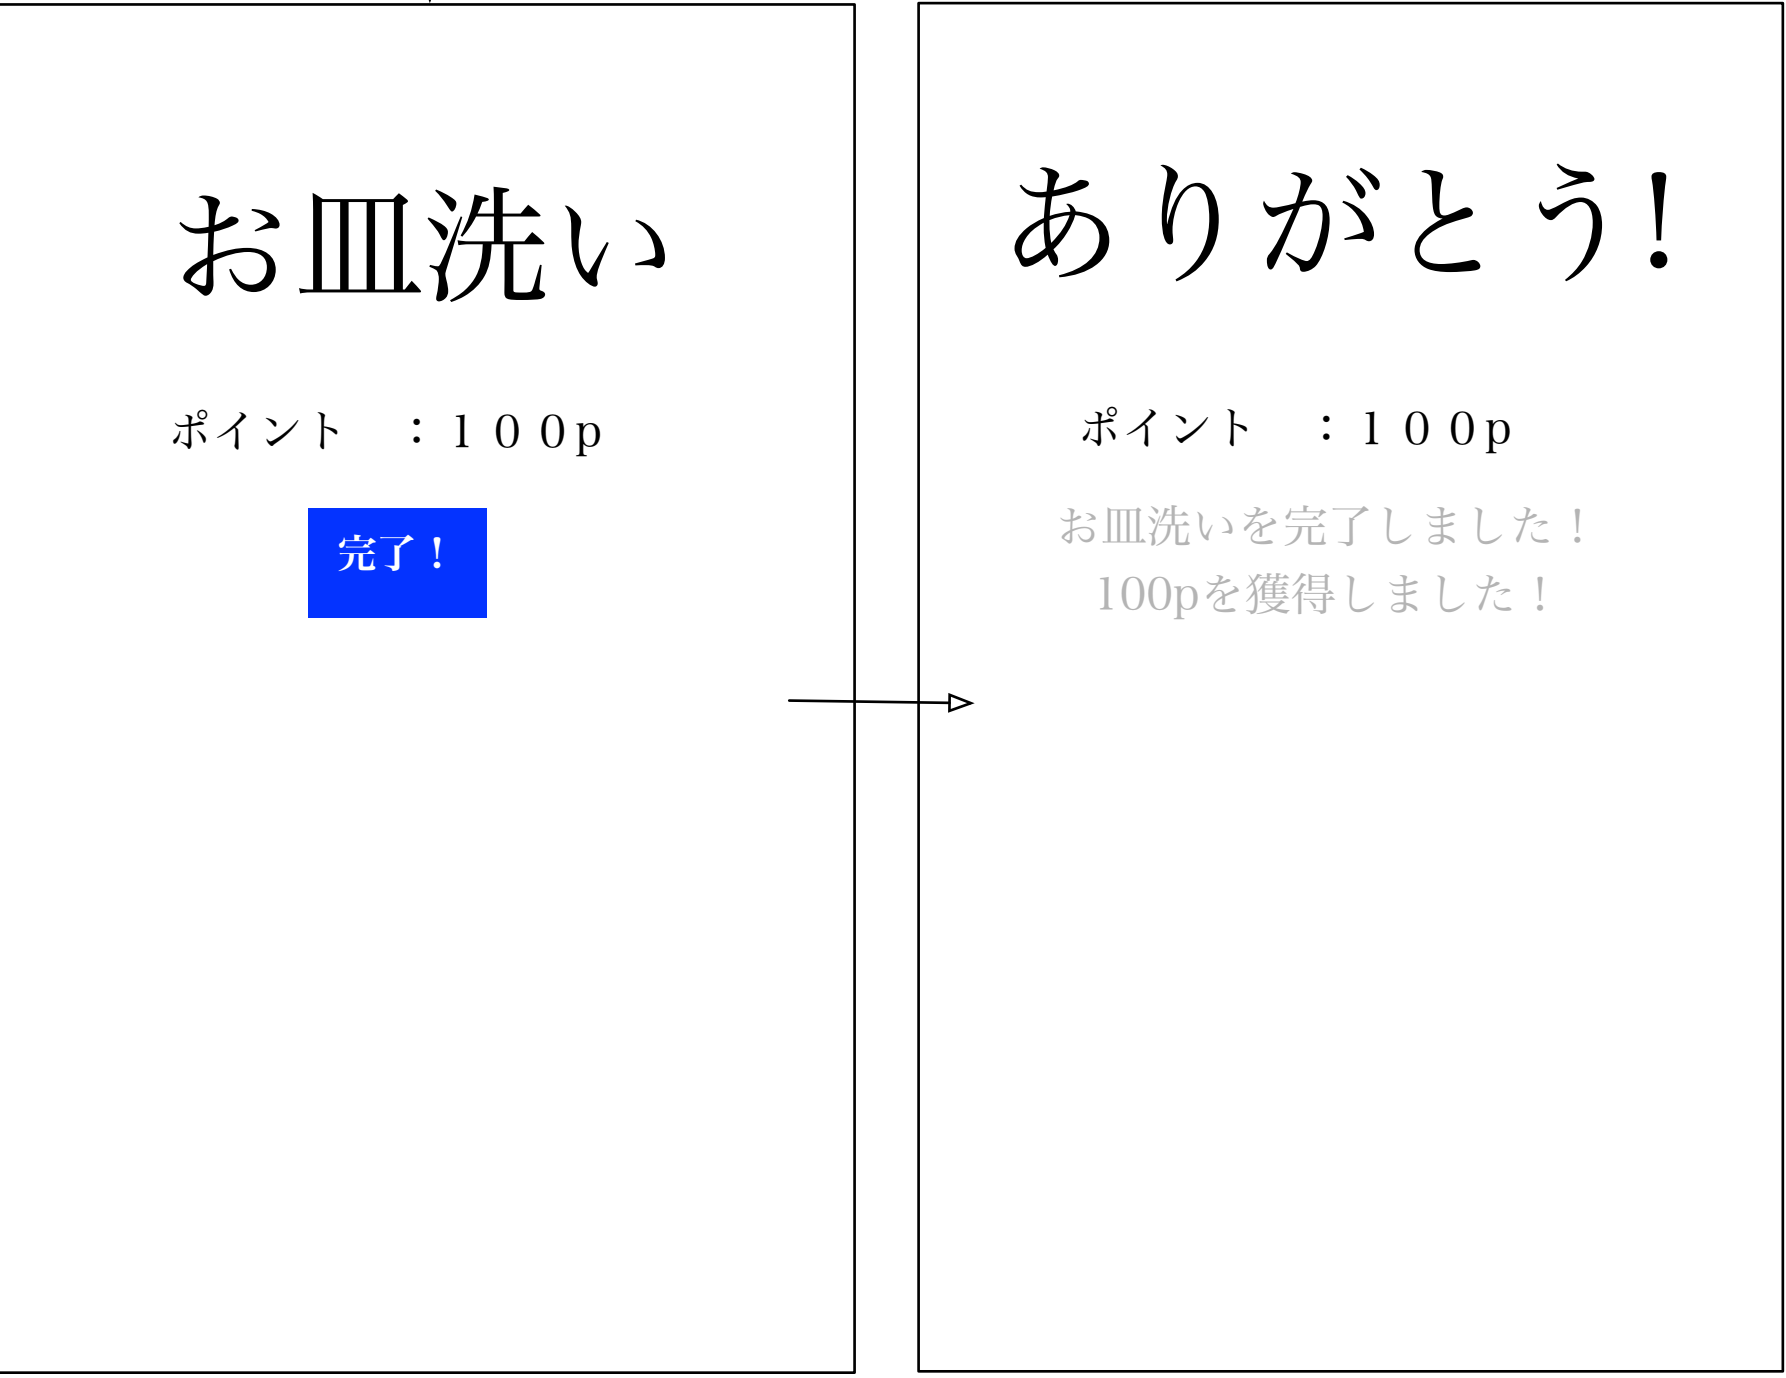 お皿洗い
ポイント　：１００p
完了！
ありがとう!
ポイント　：１００p
お皿洗いを完了しました！
100pを獲得しました！